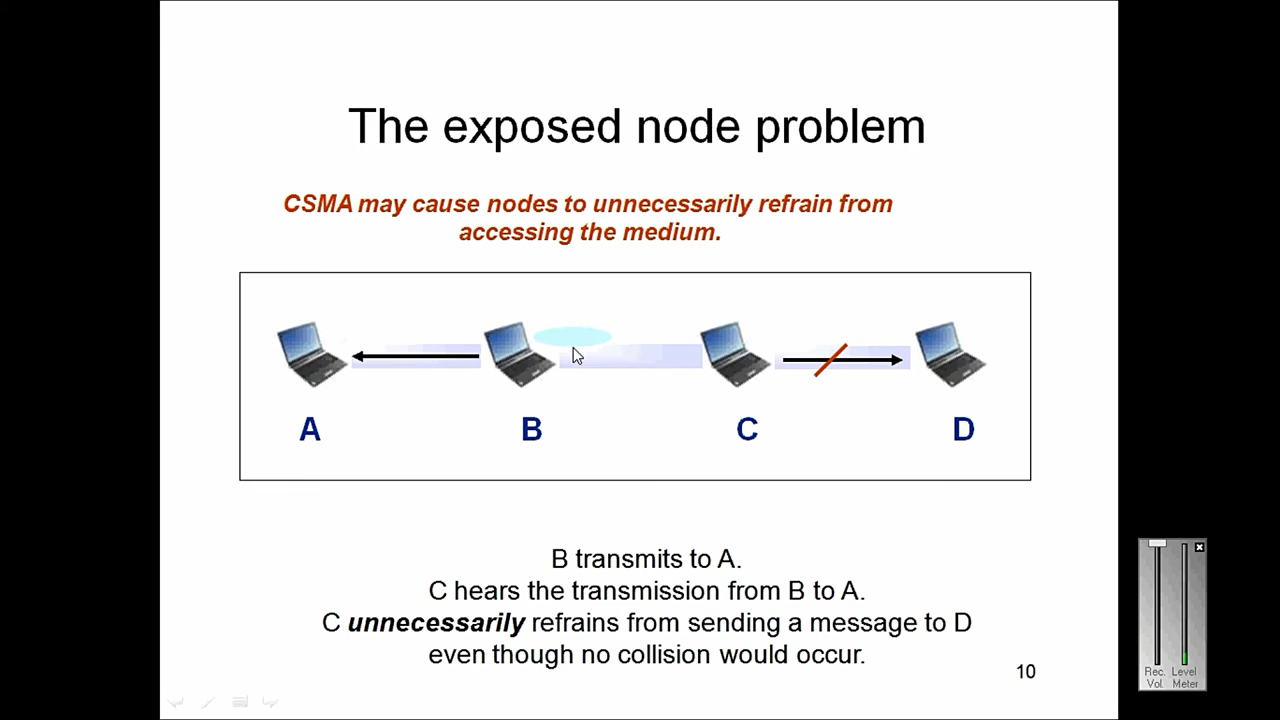 The exposed node problem
CSMA may cause nodes to unnecessarily refrain from
accessing the medium.
A B C D
B transmits to A.
C hears the transmission from B to A.
C unnecessarily refrains from sending a message to D
even though no collision would occur.
10
Rec. Level
Vol. Meter